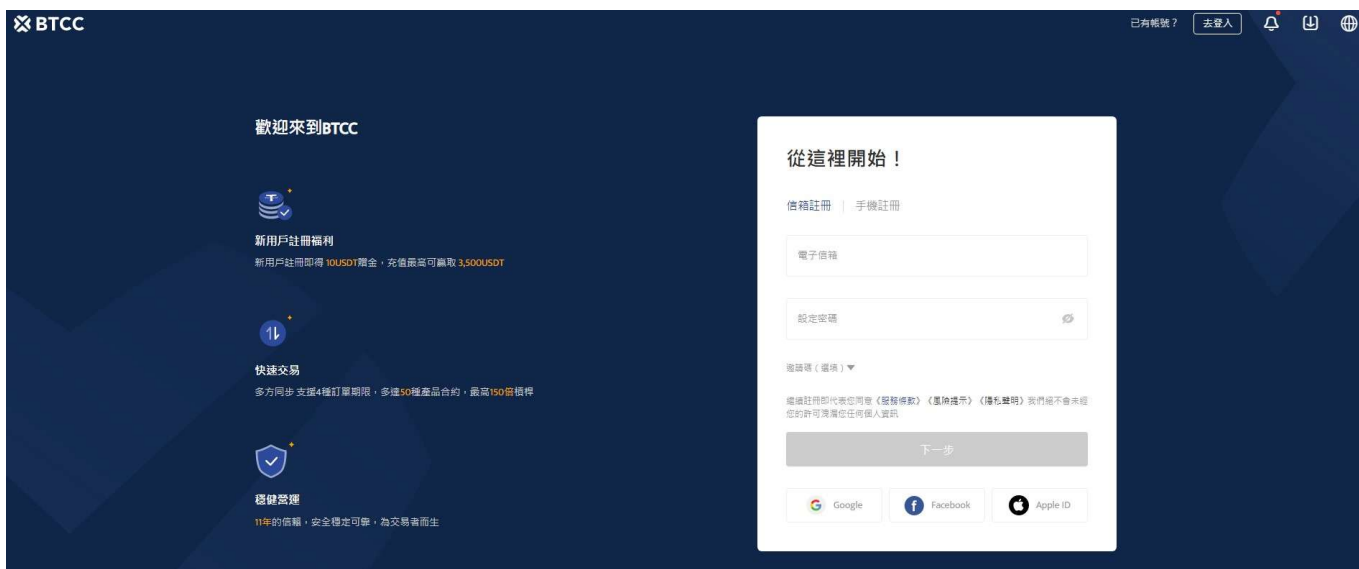 BTCC
已有帳號？ 去登入
歡迎來到BTCC
新用戶註冊福利
新用戶註冊即得 10USDT贈金，充值最高可贏取 3,500USDT
快速交易
多方同步 支援4種訂單期限，多達50種產品合約，最高150倍槓桿
穩健營運
11年的信賴，安全穩定可靠，為交易者而生
從這裡開始！
信箱註冊 | 手機註冊
電子信箱
設定密碼
邀請碼（選填）▼
繼續註冊即代表您同意《服務條款》《風險提示》《隱私聲明》我們絕不會未經
您的許可洩漏您任何個人資訊
下一步
Google Facebook Apple ID